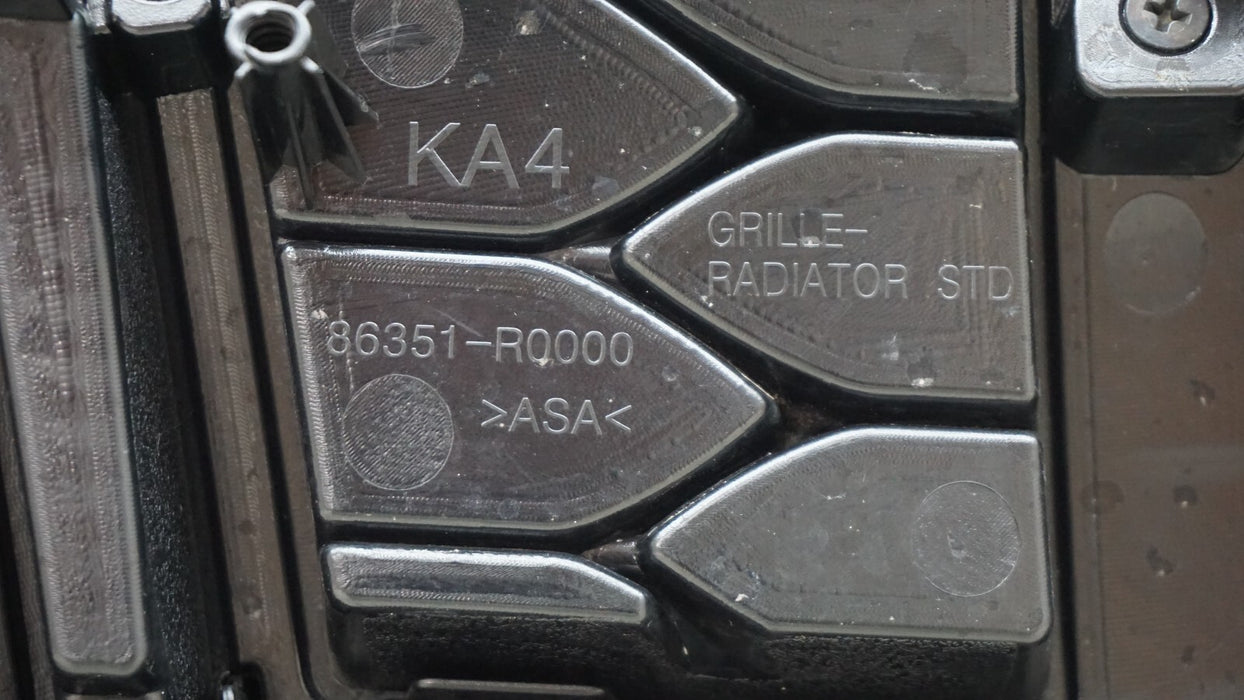 KA4
GRILLE-
RADIATOR STD
86351-R0000
>ASA<